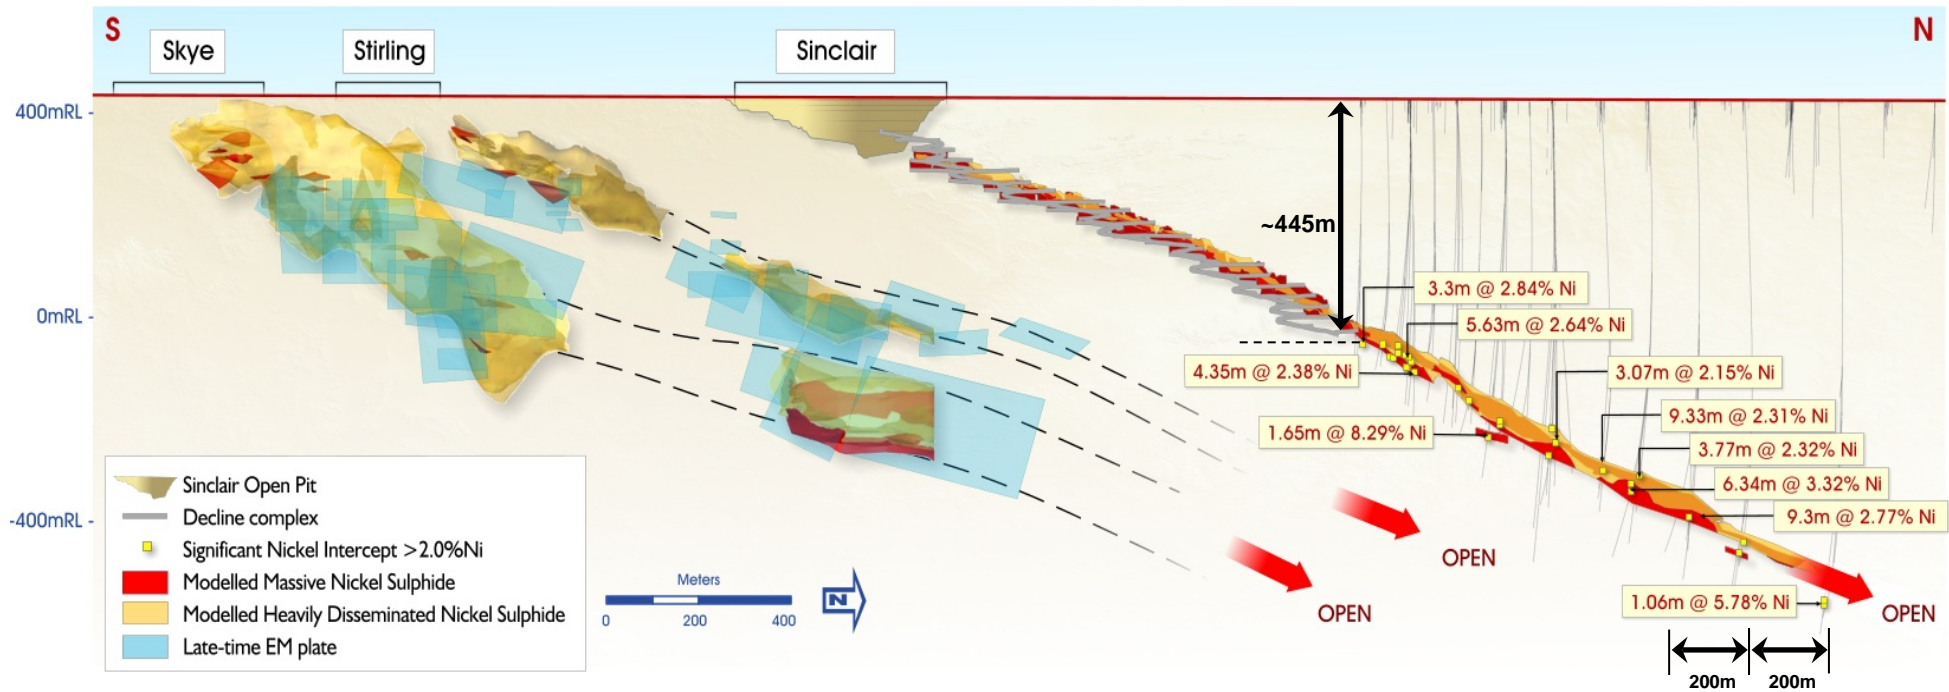 S
N
Skye
Stirling
Sinclair
400mRL
0mRL
-400mRL
~445m
3.3m @ 2.84% Ni
5.63m @ 2.64% Ni
4.35m @ 2.38% Ni
3.07m @ 2.15% Ni
9.33m @ 2.31% Ni
1.65m @ 8.29% Ni
3.77m @ 2.32% Ni
6.34m @ 3.32% Ni
9.3m @ 2.77% Ni
1.06m @ 5.78% Ni
OPEN
OPEN
OPEN
Sinclair Open Pit
Decline complex
Significant Nickel Intercept >2.0%Ni
Modelled Massive Nickel Sulphide
Modelled Heavily Disseminated Nickel Sulphide
Late-time EM plate
Meters
0 200 400
N
200m 200m